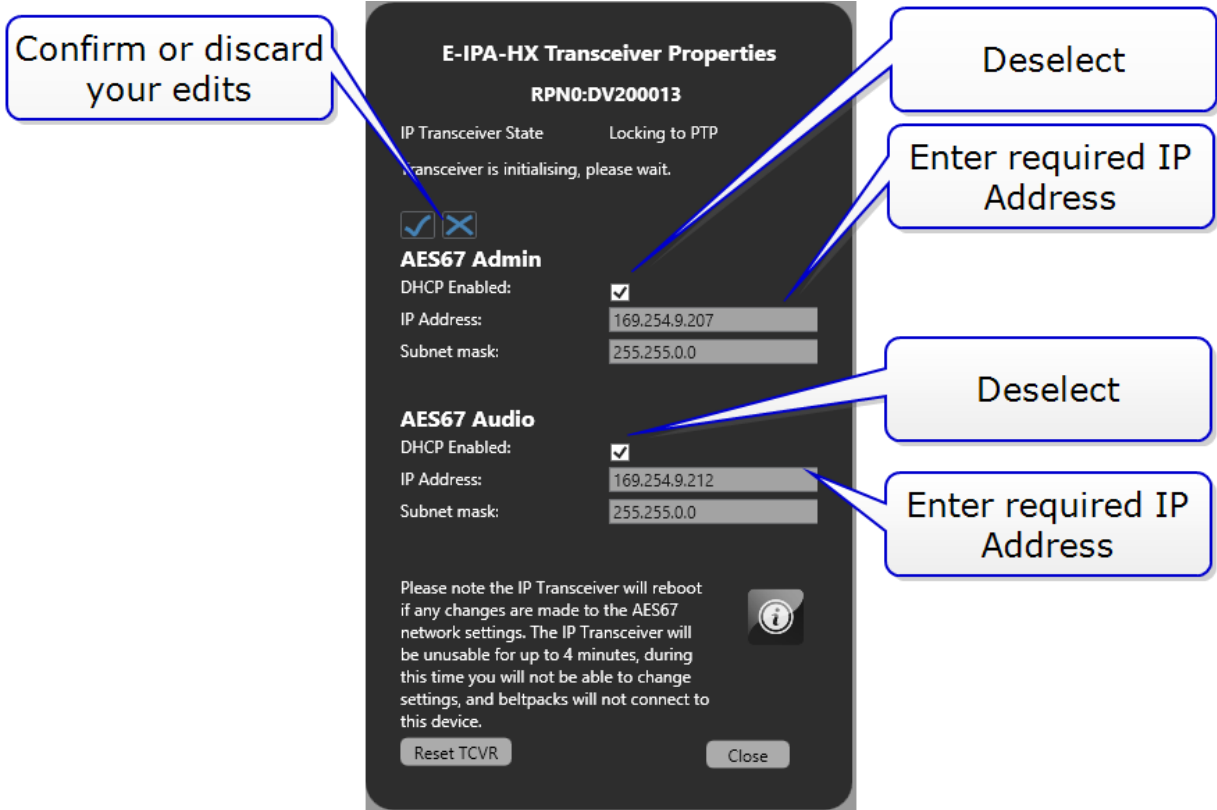 Confirm or discard
your edits
E-IPA-HX Transceiver Properties
RPN0:DV200013
IP Transceiver State Locking to PTP
Transceiver is initialising, please wait.
AES67 Admin
DHCP Enabled:
IP Address: 169.254.9.207
Subnet mask: 255.255.0.0
AES67 Audio
DHCP Enabled:
IP Address: 169.254.9.212
Subnet mask: 255.255.0.0
Please note the IP Transceiver will reboot
if any changes are made to the AES67
network settings. The IP Transceiver will
be unusable for up to 4 minutes, during
this time you will not be able to change
settings, and beltpacks will not connect to
this device.
Reset TCVR
Close
Deselect
Enter required IP
Address
Deselect
Enter required IP
Address